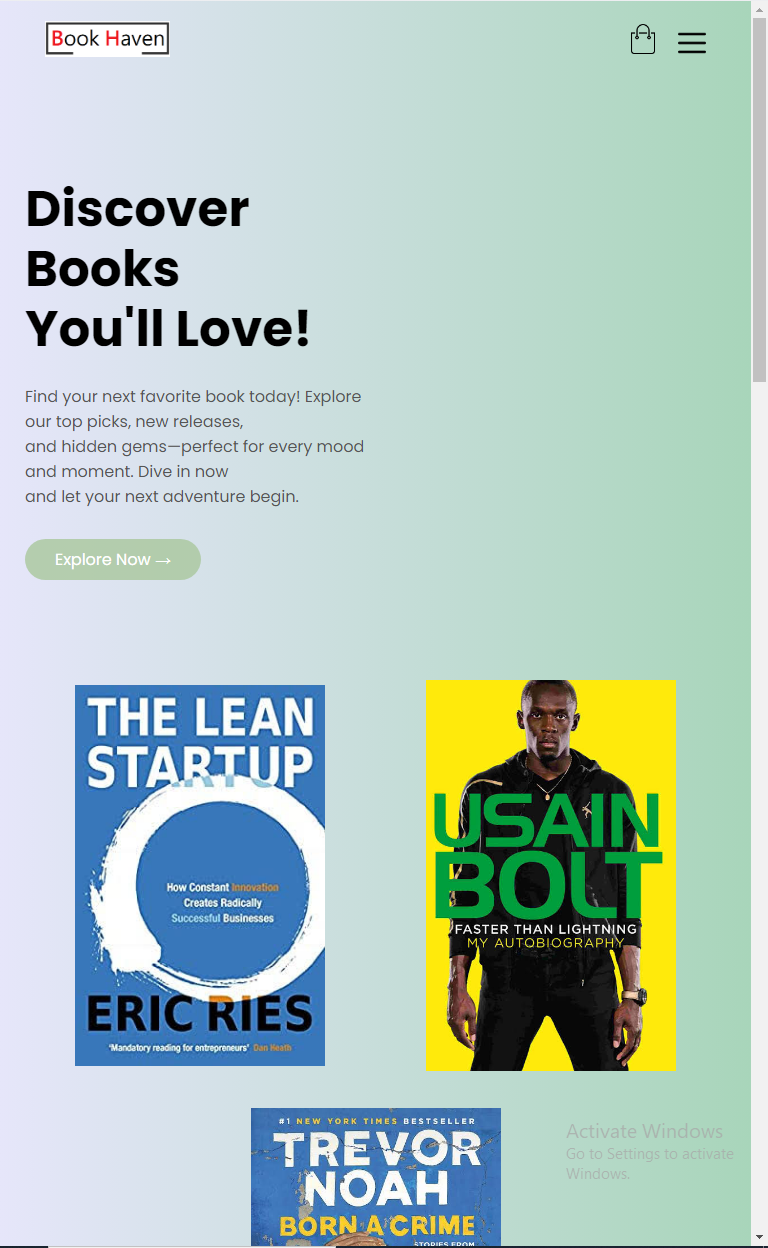 Book Haven
Discover
Books
You'll Love!
Find your next favorite book today! Explore
our top picks, new releases,
and hidden gems—perfect for every mood
and moment. Dive in now
and let your next adventure begin.
Explore Now →
THE LEAN
STARTUP
How Constant Innovation
Creates Radically
Successful Businesses
ERIC RIES
'Mandatory reading for entrepreneurs' Dan Heath
USAIN
BOLT
FASTER THAN LIGHTNING
MY AUTOBIOGRAPHY
#1 NEW YORK TIMES BESTSELLER
TREVOR
NOAH
BORN A CRIME
STORIES FROM
Activate Windows
Go to Settings to activate
Windows.